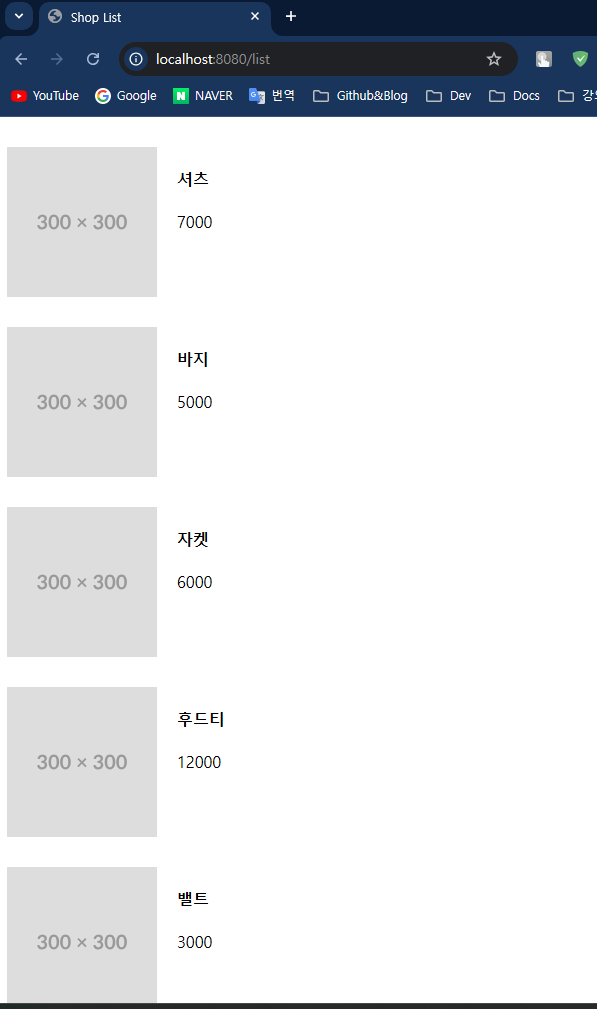 Shop List
localhost:8080/list
YouTube Google NAVER 번역 Github&Blog Dev Docs
300 × 300
셔츠
7000
300 × 300
바지
5000
300 × 300
자켓
6000
300 × 300
후드티
12000
300 × 300
밸트
3000